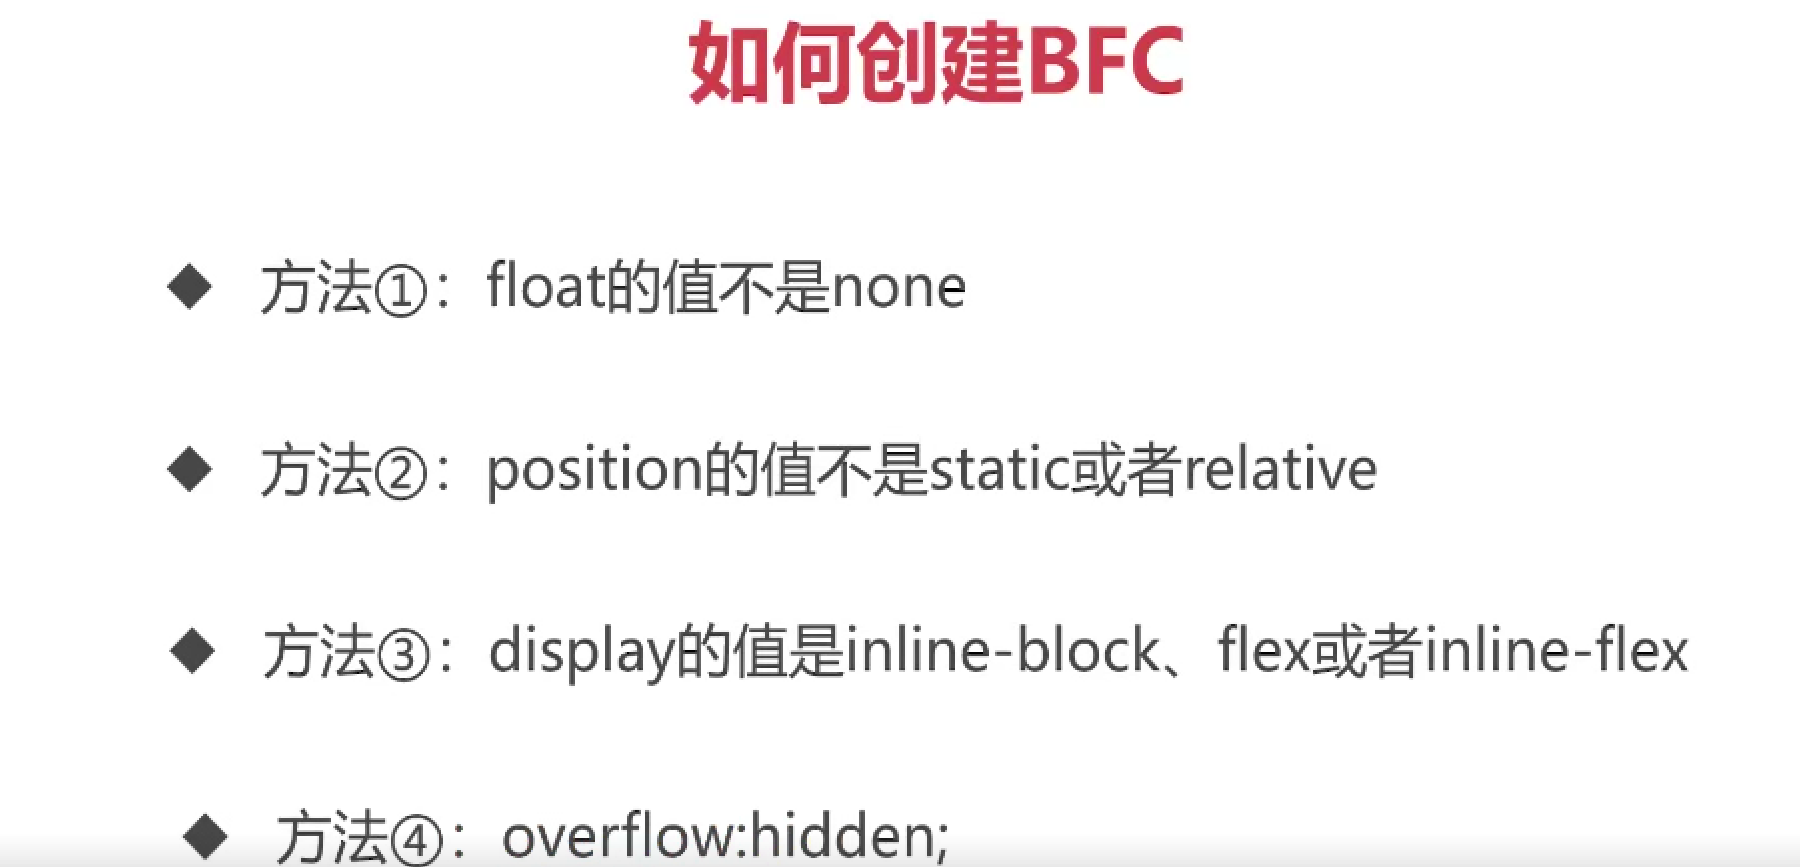 如何创建BFC
◆ 方法①：float的值不是none
◆ 方法②：position的值不是static或者relative
◆ 方法③：display的值是inline-block、flex或者inline-flex
◆ 方法④：overflow:hidden;